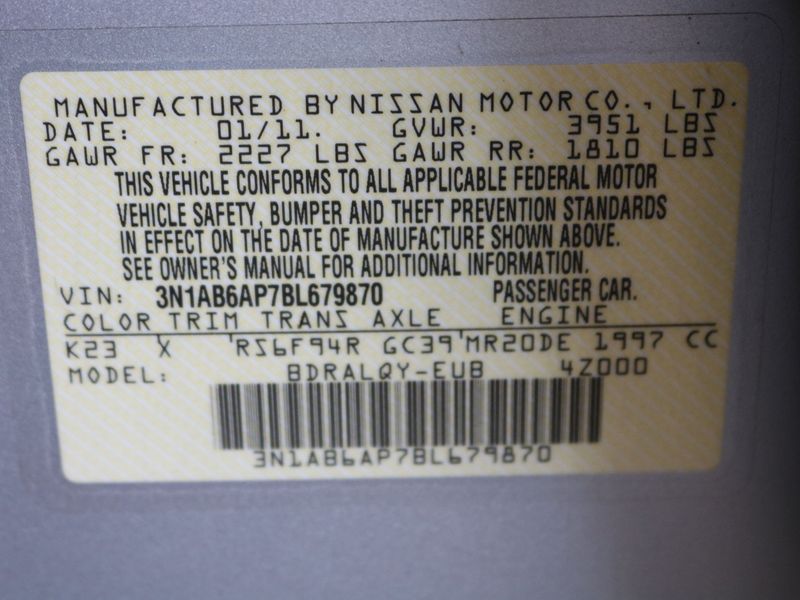 MANUFACTURED BY NISSAN MOTOR CO., LTD.
DATE: 01/11. GVWR: 3951 LBS
GAWR FR: 2227 LBS GAWR RR: 1810 LBS
THIS VEHICLE CONFORMS TO ALL APPLICABLE FEDERAL MOTOR
VEHICLE SAFETY, BUMPER AND THEFT PREVENTION STANDARDS
IN EFFECT ON THE DATE OF MANUFACTURE SHOWN ABOVE.
SEE OWNER'S MANUAL FOR ADDITIONAL INFORMATION.
VIN: 3N1AB6AP7BL679870 PASSENGER CAR.
COLOR TRIM TRANS AXLE ENGINE
K23 X 'RS6F94R GC39'MR20DE 1997 CC
MODEL: BDRALQY-EUB 4Z000
3N1AB6AP7BL679870